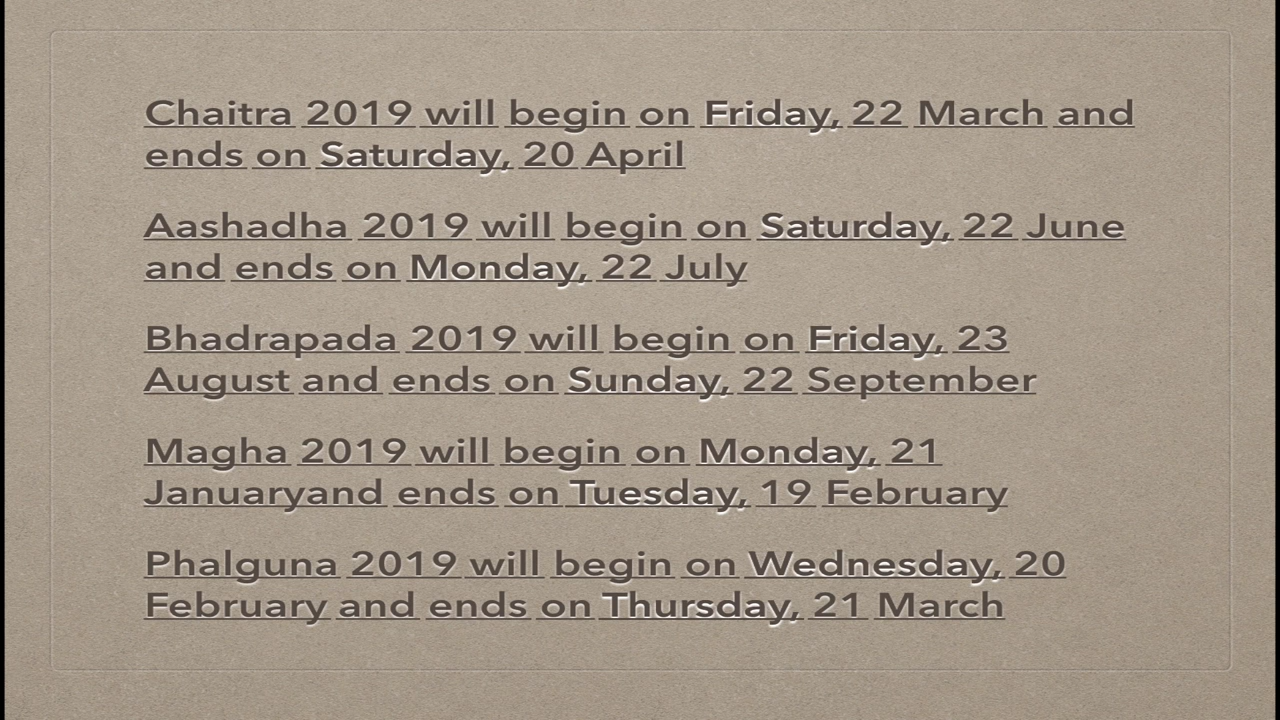 Chaitra 2019 will begin on Friday, 22 March and
ends on Saturday, 20 April
Aashadha 2019 will begin on Saturday, 22 June
and ends on Monday, 22 July
Bhadrapada 2019 will begin on Friday, 23
August and ends on Sunday, 22 September
Magha 2019 will begin on Monday, 21
Januaryand ends on Tuesday, 19 February
Phalguna 2019 will begin on Wednesday, 20
February and ends on Thursday, 21 March